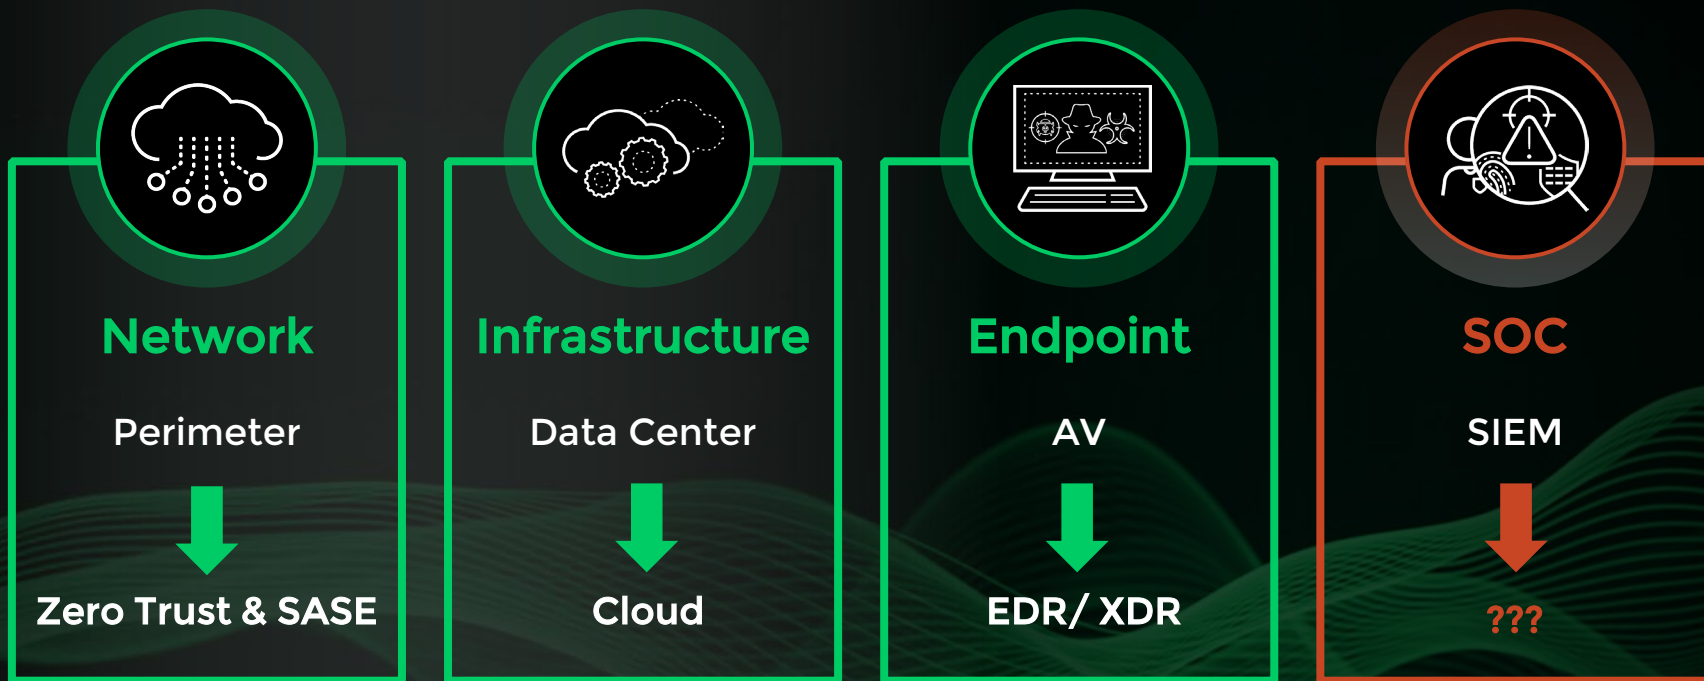 Network
Perimeter
Zero Trust & SASE
Infrastructure
Data Center
Cloud
Endpoint
AV
EDR/ XDR
SOC
SIEM
???